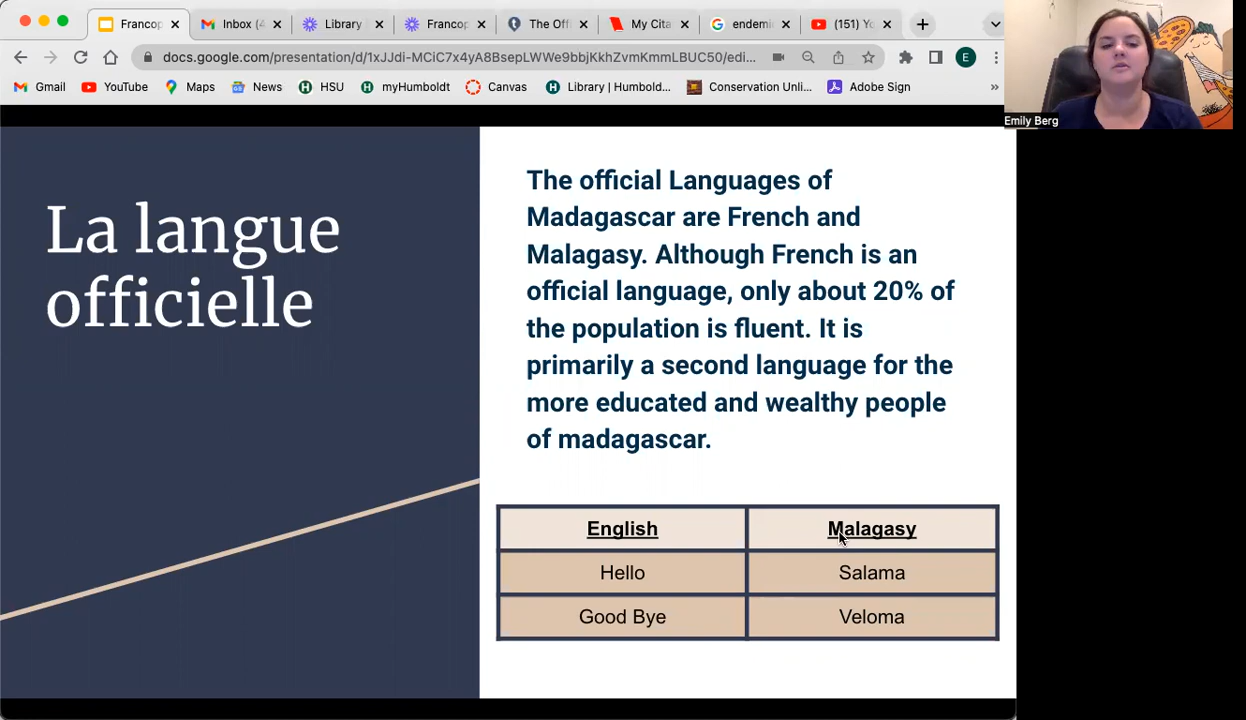 Francop
Inbox (4
Library
Francop
The Offi
My Cita
endemi
(151) Yo
docs.google.com/presentation/d/1xJJdi-MCiC7x4yA8BsepLWWe9bbjKkhZvmKmmLBUC50/edi...
E
Gmail
YouTube
Maps
News
HSU
myHumboldt
Canvas
Library | Humbold...
Conservation Unli...
Adobe Sign
»
Emily Berg
La langue
officielle
The official Languages of
Madagascar are French and
Malagasy. Although French is an
official language, only about 20% of
the population is fluent. It is
primarily a second language for the
more educated and wealthy people
of madagascar.
English Malagasy
Hello Salama
Good Bye Veloma